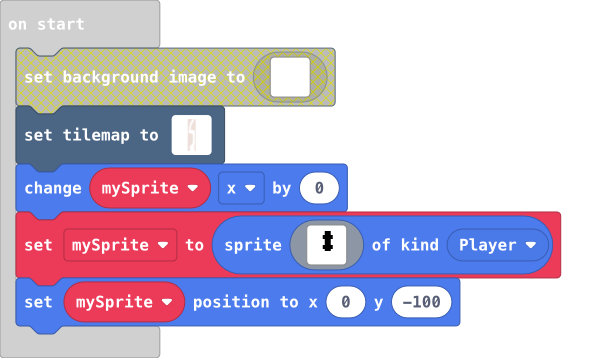 on start
set background image to
set tilemap to
change mySprite x by 0
set mySprite to sprite of kind Player
set mySprite position to x 0 y -100